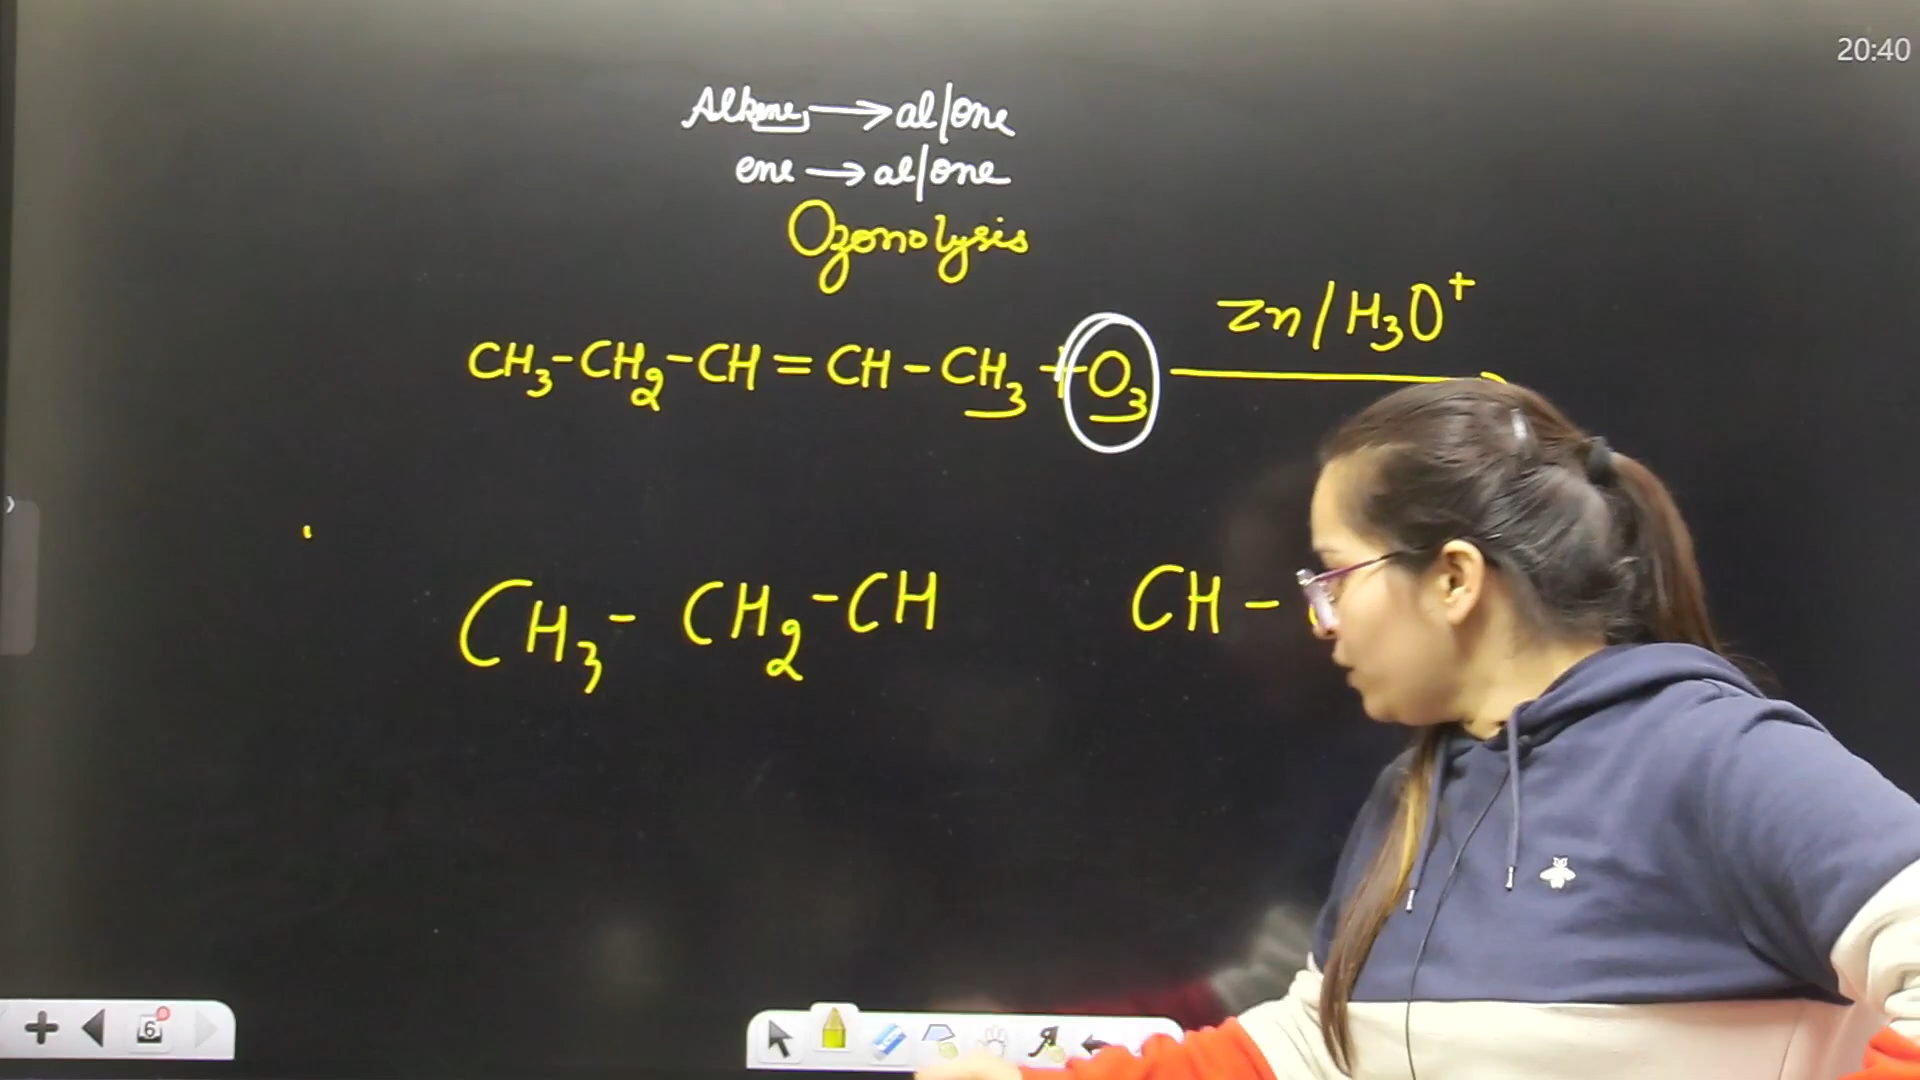 20:40
Alkene → al/one
ene → al/one
Ozonolysis
Zn/H₃O⁺
CH₃-CH₂-CH=CH-CH₃ + O₃
CH₃-CH₂-CH CH-
6